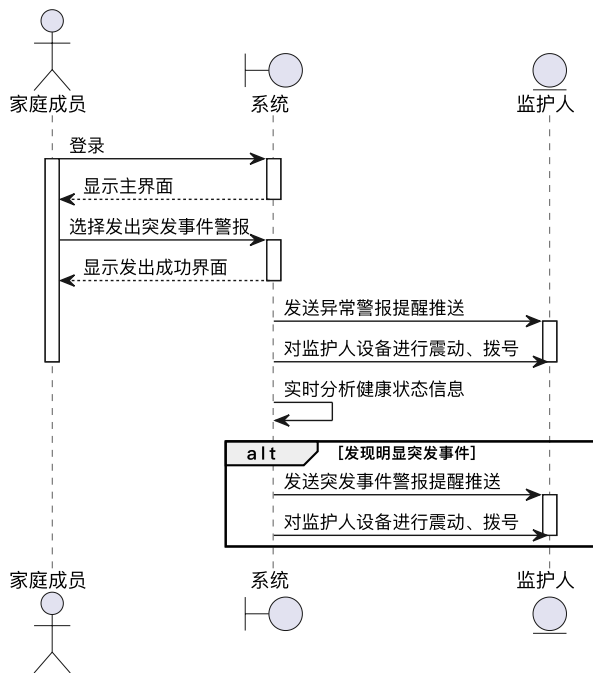 家庭成员 系统 监护人
登录
显示主界面
选择发出突发事件警报
显示发出成功界面
发送异常警报提醒推送
对监护人设备进行震动、拨号
实时分析健康状态信息
alt [发现明显突发事件]
发送突发事件警报提醒推送
对监护人设备进行震动、拨号
家庭成员 系统 监护人